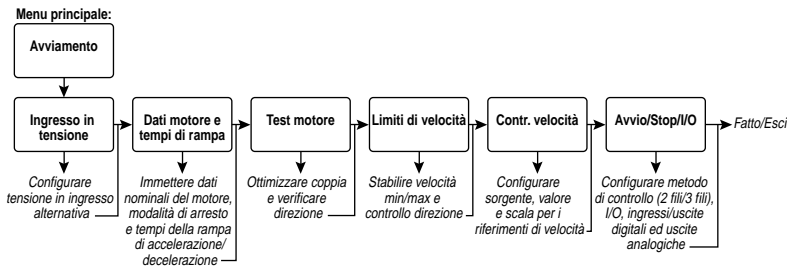 Menu principale:
Avviamento
Ingresso in
tensione
Dati motore e
tempi di rampa
Test motore
Limiti di velocità
Contr. velocità
Avvio/Stop/I/O
Fatto/Esci
Configurare
tensione in ingresso
alternativa
Immettere dati
nominali del motore,
modalità di arresto
e tempi della rampa
di accelerazione/
decelerazione
Ottimizzare coppia
e verificare
direzione
Stabilire velocità
min/max e
controllo direzione
Configurare
sorgente, valore
e scala per i
riferimenti di velocità
Configurare metodo
di controllo (2 fili/3 fili),
I/O, ingressi/uscite
digitali ed uscite
analogiche